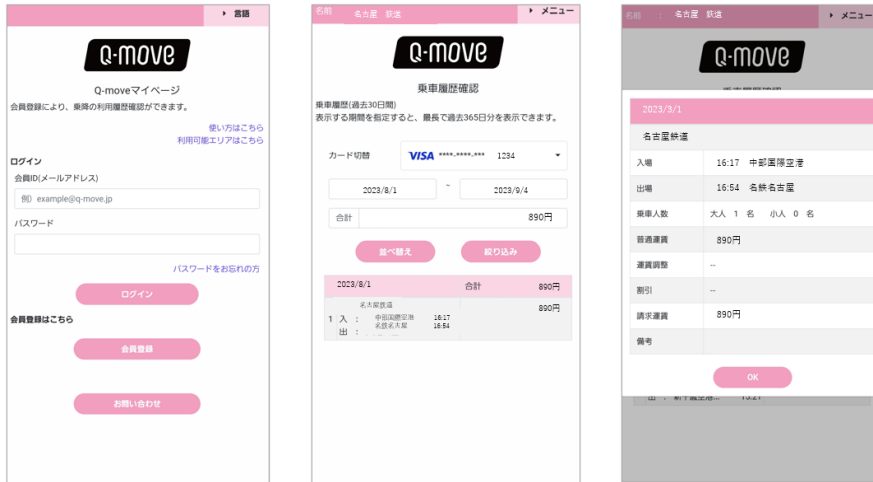 ▸ 言語
Q-move
Q-moveマイページ
会員登録により、乗降の利用履歴確認ができます。
使い方はこちら
利用可能エリアはこちら
ログイン
会員ID(メールアドレス)
例）example@q-move.jp
パスワード
パスワードをお忘れの方
ログイン
会員登録はこちら
会員登録
お問い合わせ
名前 名古屋 鉄道 ▸ メニュー
Q-move
乗車履歴確認
乗車履歴(過去30日間)
表示する期間を指定すると、最長で過去365日分を表示できます。
カード切替 VISA ****-****-*** 1234
2023/8/1 ~ 2023/9/4
合計 890円
並べ替え 絞り込み
2023/8/1 合計 890円
名古屋鉄道 890円
1 入 : 中部国際空港 16:17
出 : 名鉄名古屋 16:54
名前 : 名古屋 鉄道 ▸ メニュー
Q-move
乗車履歴確認
2023/3/1
名古屋鉄道
入場 16:17 中部国際空港
出場 16:54 名鉄名古屋
乗車人数 大人 1 名 小人 0 名
普通運賃 890円
運賃調整 --
割引 --
請求運賃 890円
備考
OK
出 : 新千歳空港... 15:21